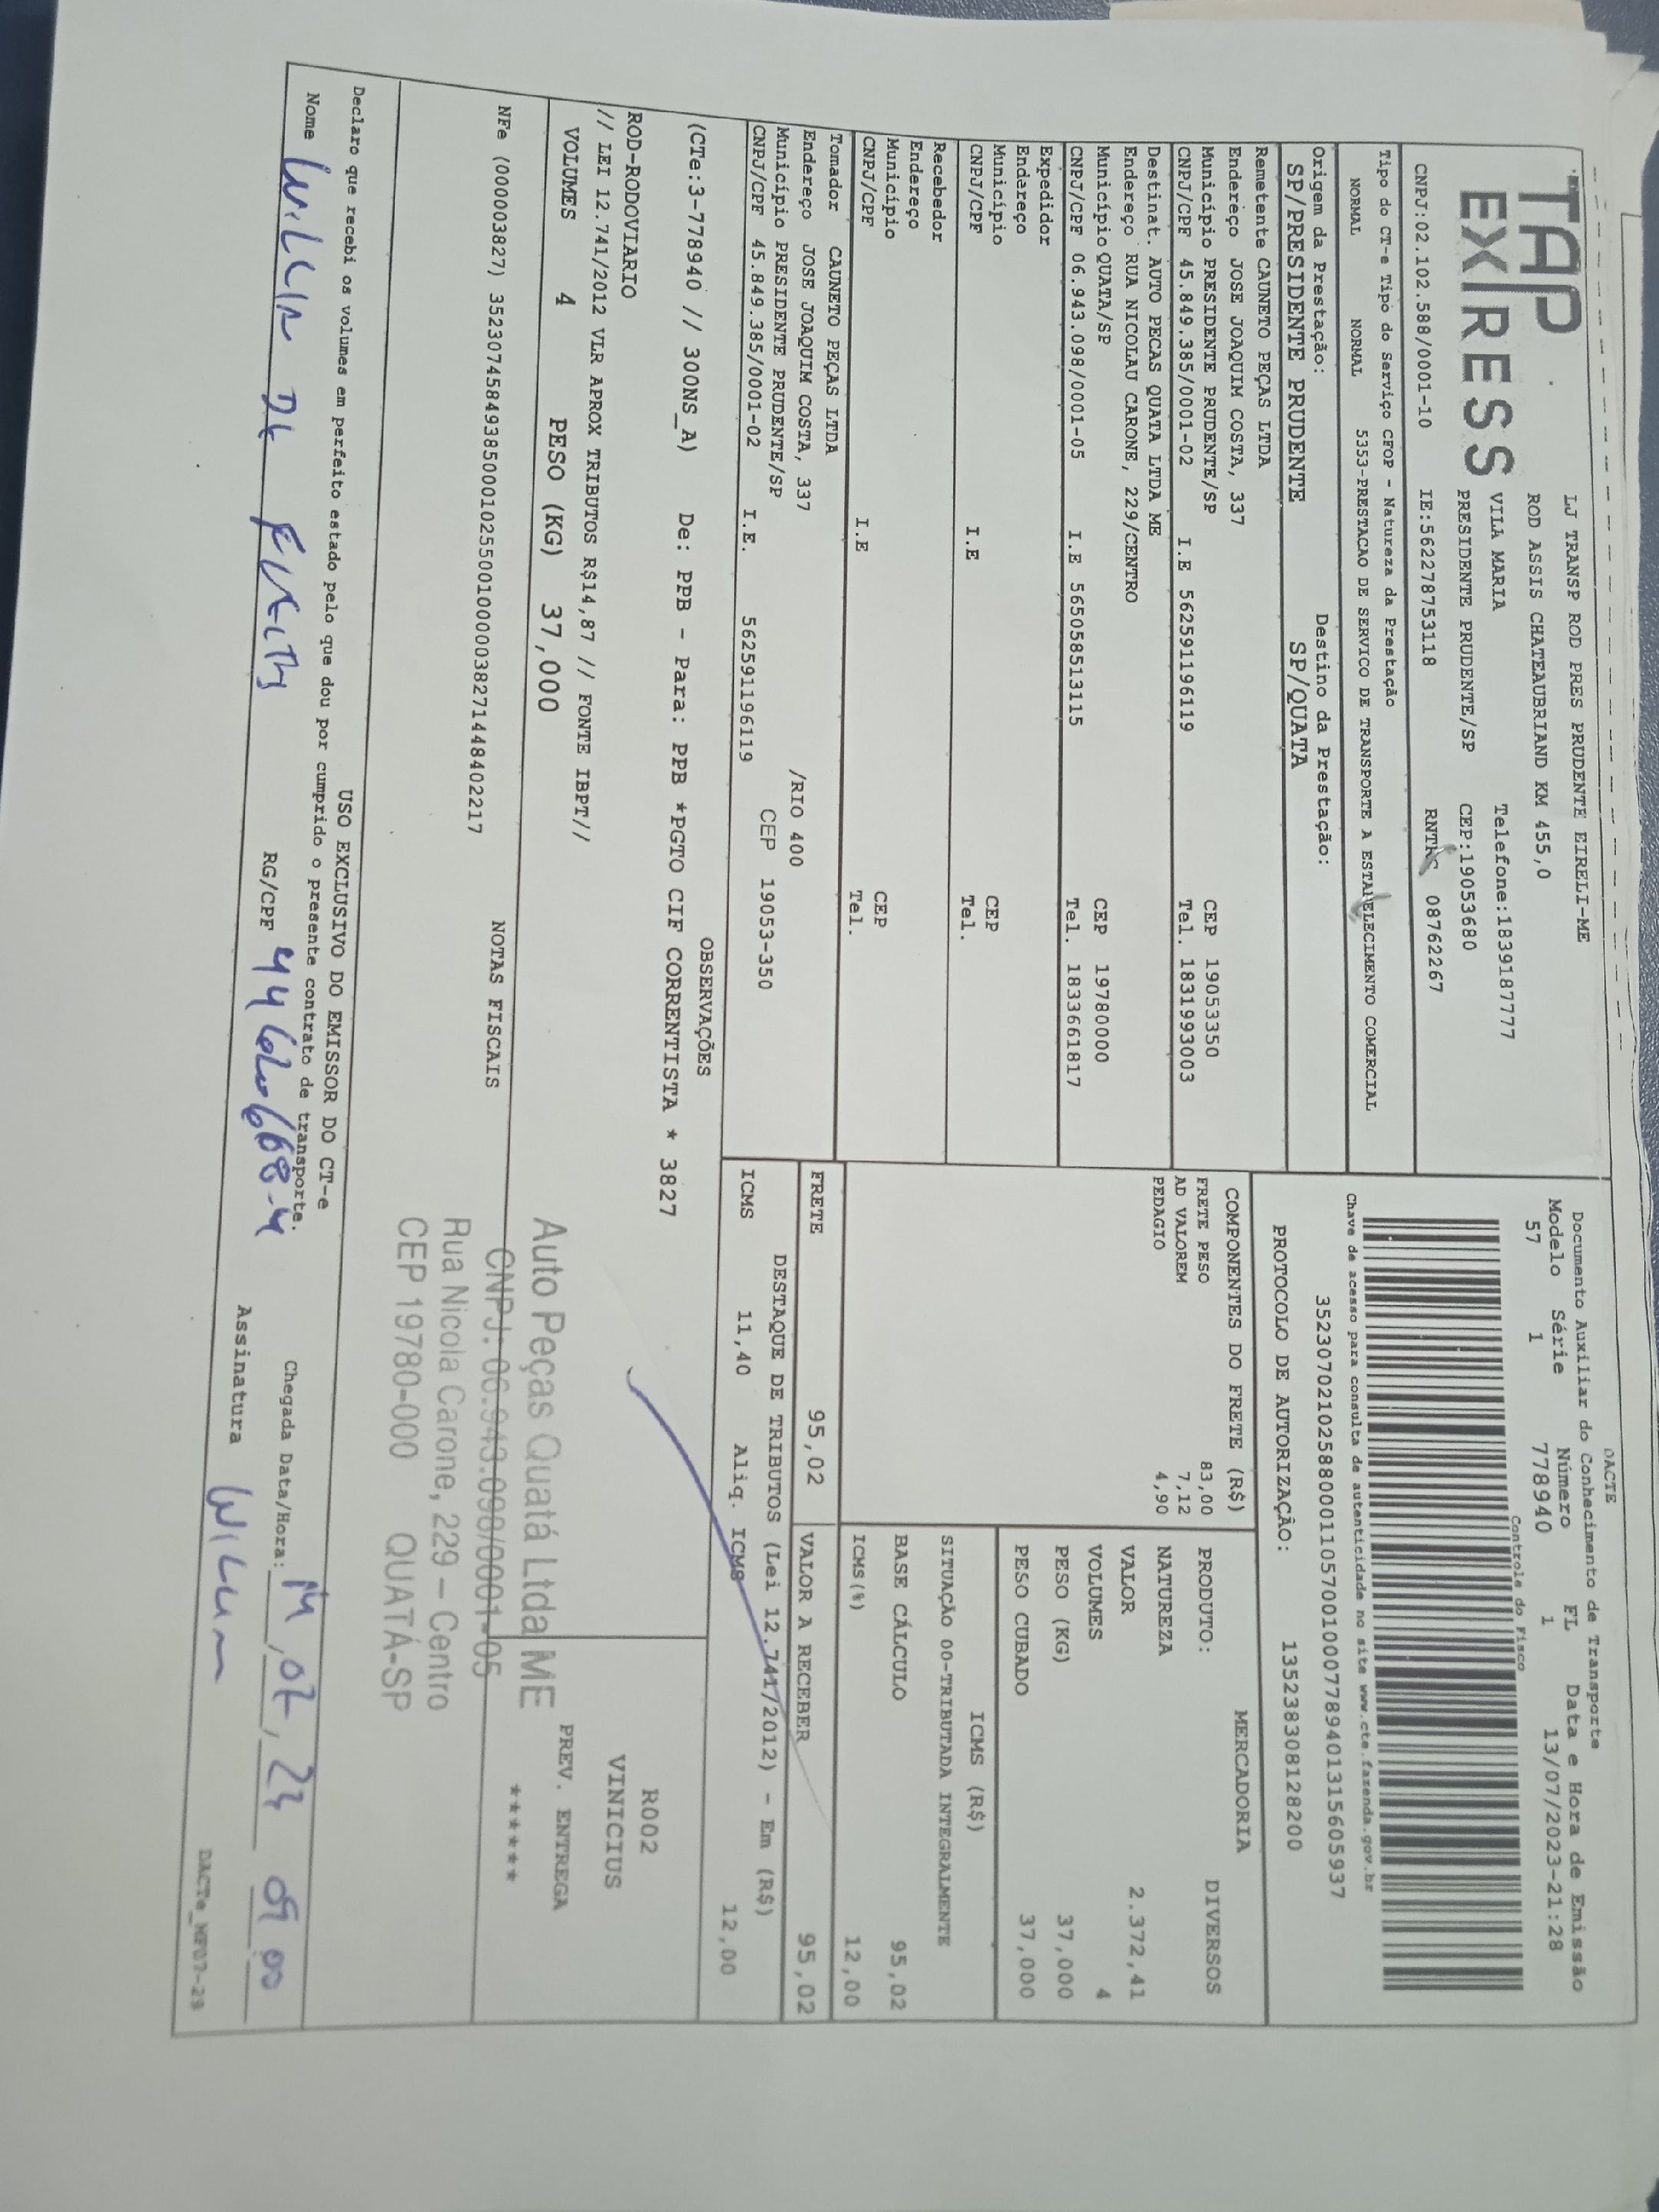 TAP
EXPRESS
LJ TRANSP ROD PRES PRUDENTE EIRELI-ME
ROD ASSIS CHATEAUBRIAND KM 455,0
VILA MARIA Telefone:1839187777
PRESIDENTE PRUDENTE/SP CEP:19053680
CNPJ:02.102.588/0001-10 IE:562278753118 RNTRC 08762267
Tipo do CT-e Tipo do Serviço CFOP - Natureza da Prestação
NORMAL NORMAL 5353-PRESTACAO DE SERVICO DE TRANSPORTE A ESTABELECIMENTO COMERCIAL
Origem da Prestação: Destino da Prestação:
SP/PRESIDENTE PRUDENTE SP/QUATA
DACTE
Documento Auxiliar do Conhecimento de Transporte
Modelo Série Número FL Data e Hora de Emissão
57 1 778940 1 13/07/2023-21:28
Controle do Fisco
Chave de acesso para consulta de autenticidade no site www.cte.fazenda.gov.br
35230702102588000110570010007789401315605937
PROTOCOLO DE AUTORIZAÇÃO: 135238308128200
Remetente CAUNETO PEÇAS LTDA
Endereço JOSE JOAQUIM COSTA, 337
Município PRESIDENTE PRUDENTE/SP CEP 19053350
CNPJ/CPF 45.849.385/0001-02 I.E 562591196119 Tel. 1831993003
Destinat. AUTO PECAS QUATA LTDA ME
Endereço RUA NICOLAU CARONE, 229/CENTRO
Município QUATA/SP CEP 19780000
CNPJ/CPF 06.943.098/0001-05 I.E 565058513115 Tel. 1833661817
Expedidor
Endereço
Município CEP
CNPJ/CPF I.E Tel.
Recebedor
Endereço
Município CEP
CNPJ/CPF I.E Tel.
Tomador CAUNETO PEÇAS LTDA
Endereço JOSE JOAQUIM COSTA, 337 /RIO 400
Município PRESIDENTE PRUDENTE/SP CEP 19053-350
CNPJ/CPF 45.849.385/0001-02 I.E. 562591196119
COMPONENTES DO FRETE (R$)
FRETE PESO 83,00
AD VALOREM 7,12
PEDAGIO 4,90
MERCADORIA
PRODUTO: DIVERSOS
NATUREZA
VALOR 2.372,41
VOLUMES 4
PESO (KG) 37,000
PESO CUBADO 37,000
ICMS (R$)
SITUAÇÃO 00-TRIBUTADA INTEGRALMENTE
BASE CÁLCULO 95,02
ICMS(%) 12,00
FRETE 95,02 VALOR A RECEBER 95,02
DESTAQUE DE TRIBUTOS (Lei 12.741/2012) - Em (R$)
ICMS 11,40 Aliq. ICMS 12,00
OBSERVAÇÕES
(CTe:3-778940 // 300NS_A) De: PPB - Para: PPB *PGTO CIF CORRENTISTA * 3827
ROD-RODOVIARIO
// LEI 12.741/2012 VLR APROX TRIBUTOS R$14,87 // FONTE IBPT//
VOLUMES 4 PESO (KG) 37,000
R002
VINICIUS
PREV. ENTREGA
******
NOTAS FISCAIS
NFe (000003827) 35230745849385000102550010000038271448402217
Auto Peças Quatá Ltda ME
CNPJ: 06.943.098/0001-05
Rua Nicola Carone, 229 – Centro
CEP 19780-000 QUATÁ-SP
USO EXCLUSIVO DO EMISSOR DO CT-e
Declaro que recebi os volumes em perfeito estado pelo que dou por cumprido o presente contrato de transporte.
Nome RG/CPF Chegada Data/Hora: 07, 23 09 00
Assinatura
DACTe_MF07-29